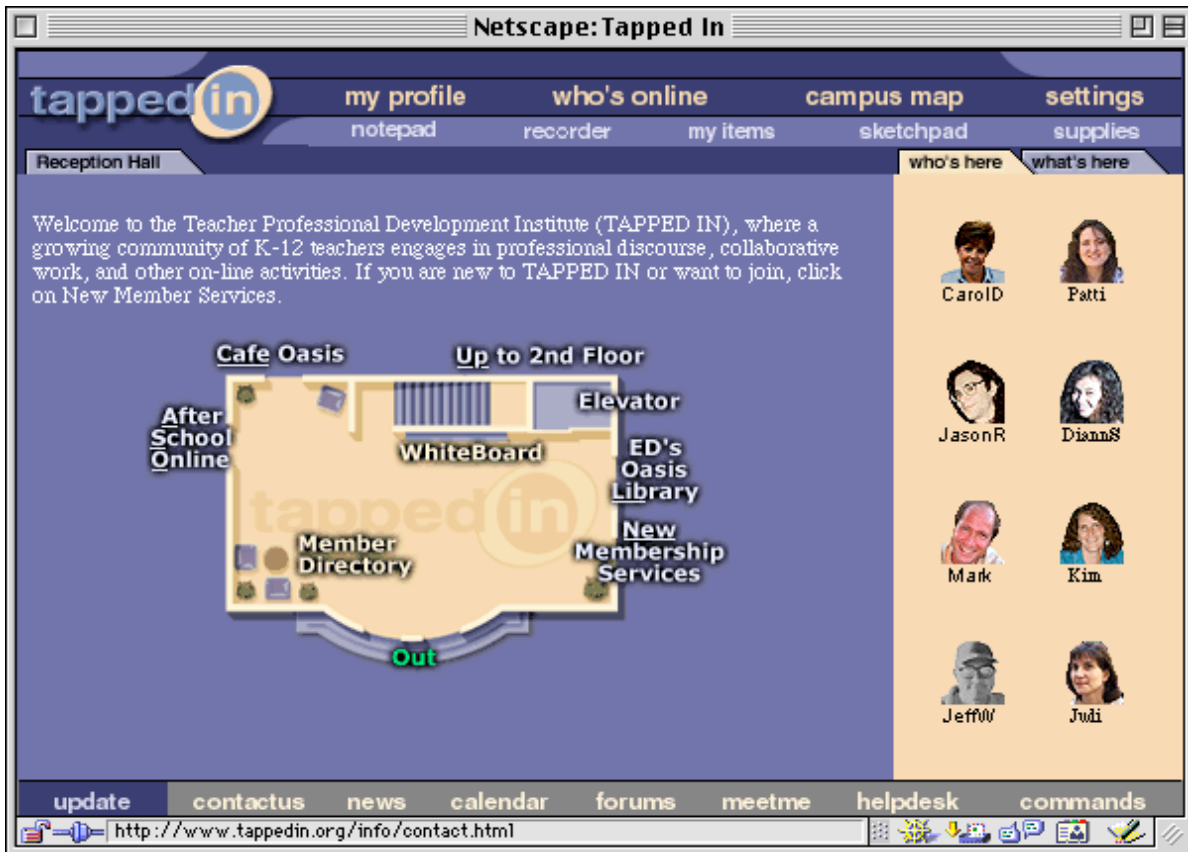 Netscape: Tapped In
tapped in
my profile who's online campus map settings
notepad recorder my items sketchpad supplies
Reception Hall
who's here what's here
Welcome to the Teacher Professional Development Institute (TAPPED IN), where a
growing community of K-12 teachers engages in professional discourse, collaborative
work, and other on-line activities. If you are new to TAPPED IN or want to join, click
on New Member Services.
Cafe Oasis
Up to 2nd Floor
Elevator
After
School
Online
WhiteBoard
ED's
Oasis
Library
tapped in
New
Membership
Services
Member
Directory
Out
CarolD Patti
JasonR DiannS
Mark Kim
JeffW Judi
update contactus news calendar forums meetme helpdesk commands
http://www.tappedin.org/info/contact.html